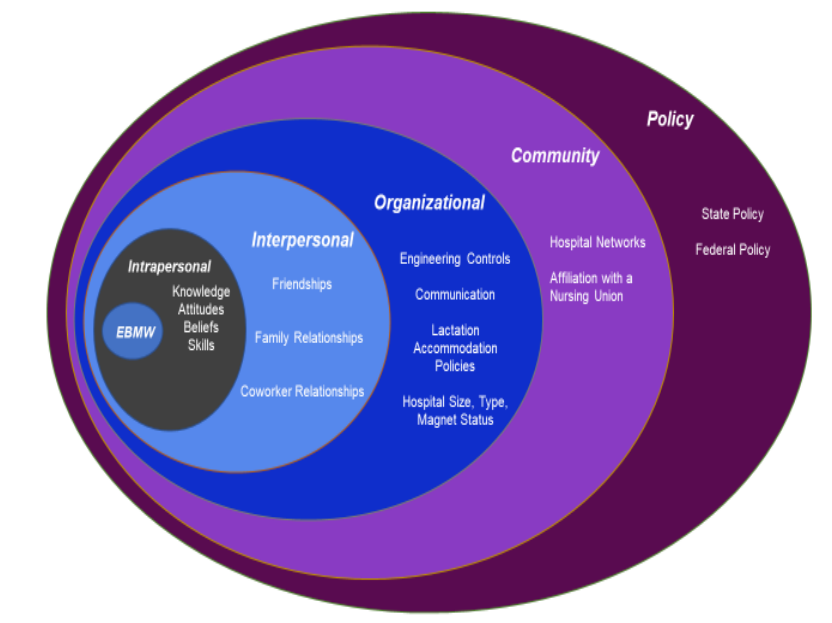 Policy
State Policy
Federal Policy
Community
Hospital Networks
Affiliation with a
Nursing Union
Organizational
Engineering Controls
Communication
Lactation
Accommodation
Policies
Hospital Size, Type,
Magnet Status
Interpersonal
Friendships
Family Relationships
Coworker Relationships
Intrapersonal
Knowledge
Attitudes
Beliefs
Skills
EBMW